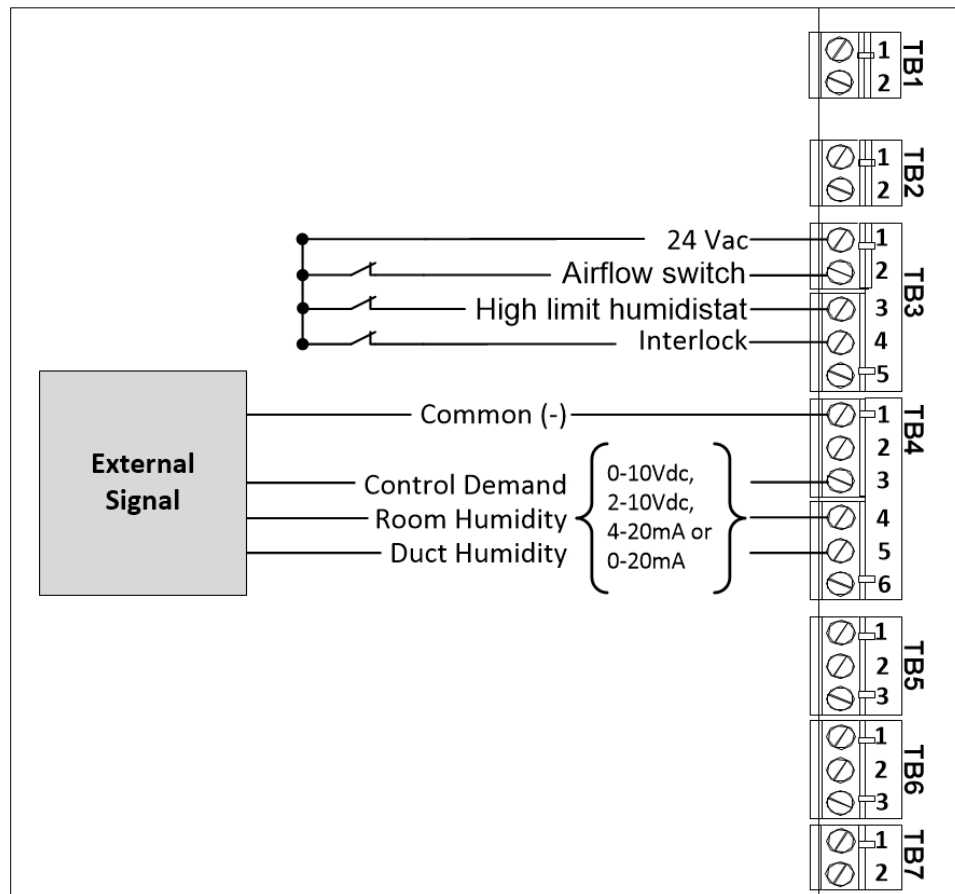 1
2
TB1
1
2
TB2
24 Vac
Airflow switch
High limit humidistat
Interlock
1
2
3
4
5
TB3
External
Signal
Common (-)
Control Demand
Room Humidity
Duct Humidity
0-10Vdc,
2-10Vdc,
4-20mA or
0-20mA
1
2
3
4
5
6
TB4
1
2
3
TB5
1
2
3
TB6
1
2
TB7